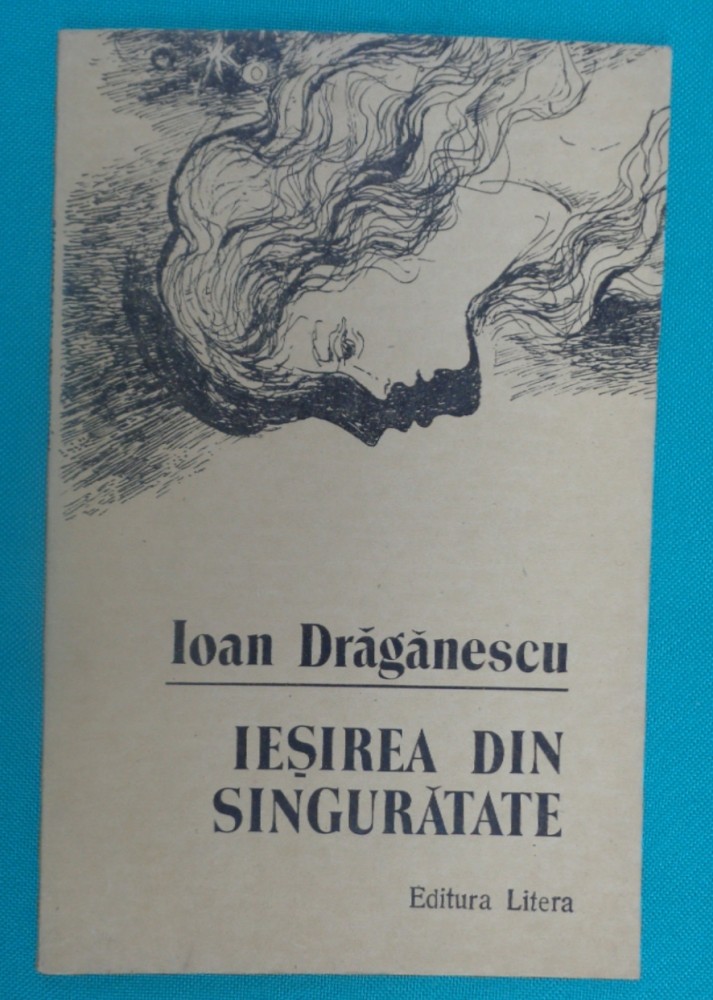 Ioan Drăgănescu
IEȘIREA DIN
SINGURĂTATE
Editura Litera